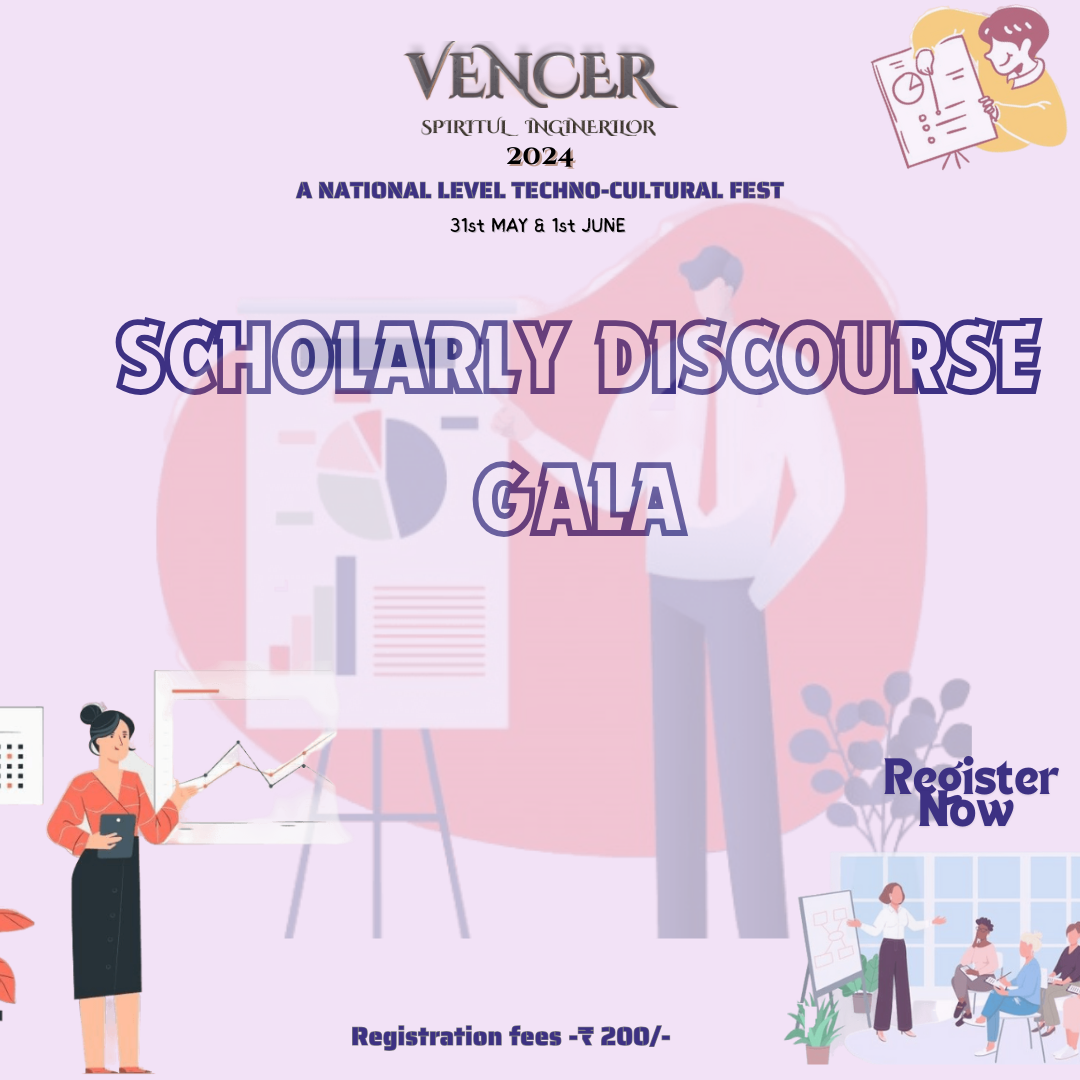 VENCER
SPIRITUL INGINERILOR
2024
A NATIONAL LEVEL TECHNO-CULTURAL FEST
31st MAY & 1st JUNE
SCHOLARLY DISCOURSE
GALA
Register
Now
Registration fees -₹ 200/-